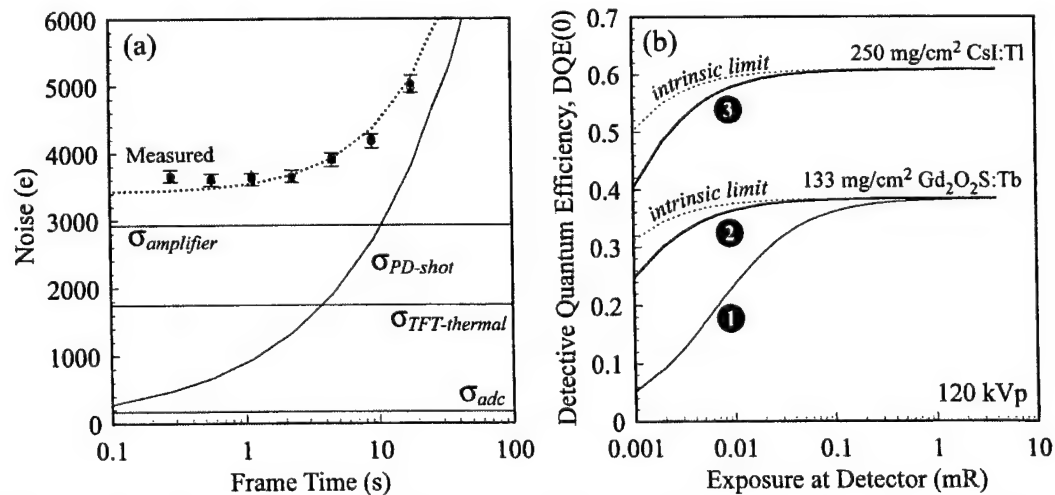 (a)
6000
5000
4000
3000
2000
1000
0
Noise (e)
Measured
σamplifier
σPD-shot
σTFT-thermal
σadc
0.1
1
10
100
Frame Time (s)
(b)
0.7
0.6
0.5
0.4
0.3
0.2
0.1
0
Detective Quantum Efficiency, DQE(0)
250 mg/cm² CsI:Tl
intrinsic limit
3
133 mg/cm² Gd₂O₂S:Tb
intrinsic limit
2
1
120 kVp
0.001
0.01
0.1
1
10
Exposure at Detector (mR)